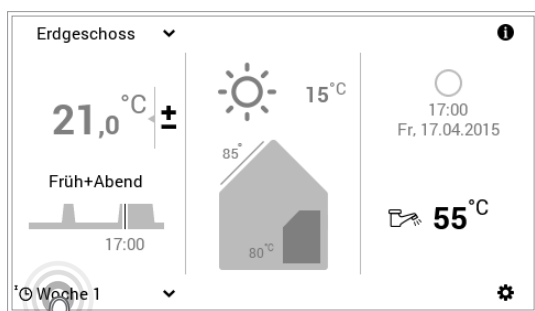 Erdgeschoss
21,0 °C ±
Früh+Abend
17:00
Woche 1
15°C
85°
80°C
17:00
Fr, 17.04.2015
55°C